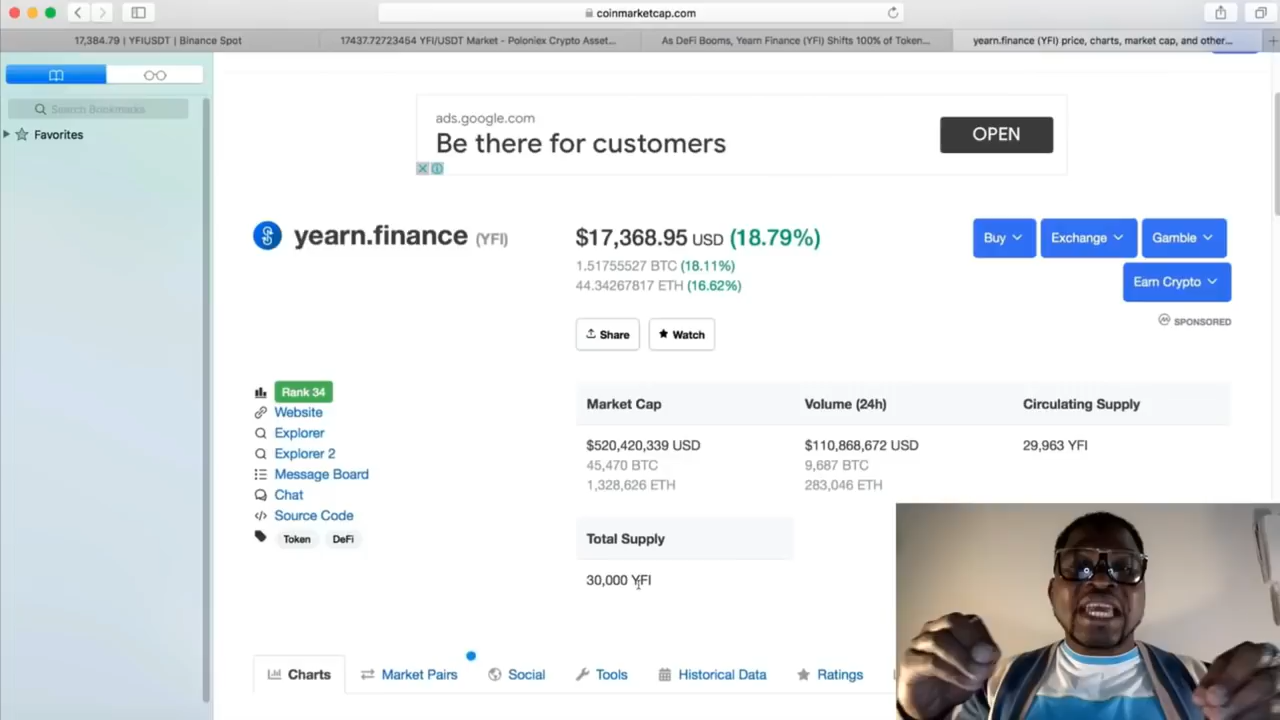 coinmarketcap.com
17,384.79 | YFIUSDT | Binance Spot
17437.72723454 YFI/USDT Market - Poloniex Crypto Asset...
As DeFi Booms, Yearn Finance (YFI) Shifts 100% of Token...
yearn.finance (YFI) price, charts, market cap, and other...
Search Bookmarks
Favorites
ads.google.com
Be there for customers
OPEN
yearn.finance (YFI)
$17,368.95 USD (18.79%)
1.51755527 BTC (18.11%)
44.34267817 ETH (16.62%)
Buy
Exchange
Gamble
Earn Crypto
SPONSORED
Share
Watch
Rank 34
Website
Explorer
Explorer 2
Message Board
Chat
Source Code
Token
DeFi
Market Cap
Volume (24h)
Circulating Supply
$520,420,339 USD
$110,868,672 USD
29,963 YFI
45,470 BTC
9,687 BTC
1,328,626 ETH
283,046 ETH
Total Supply
30,000 YFI
Charts
Market Pairs
Social
Tools
Historical Data
Ratings